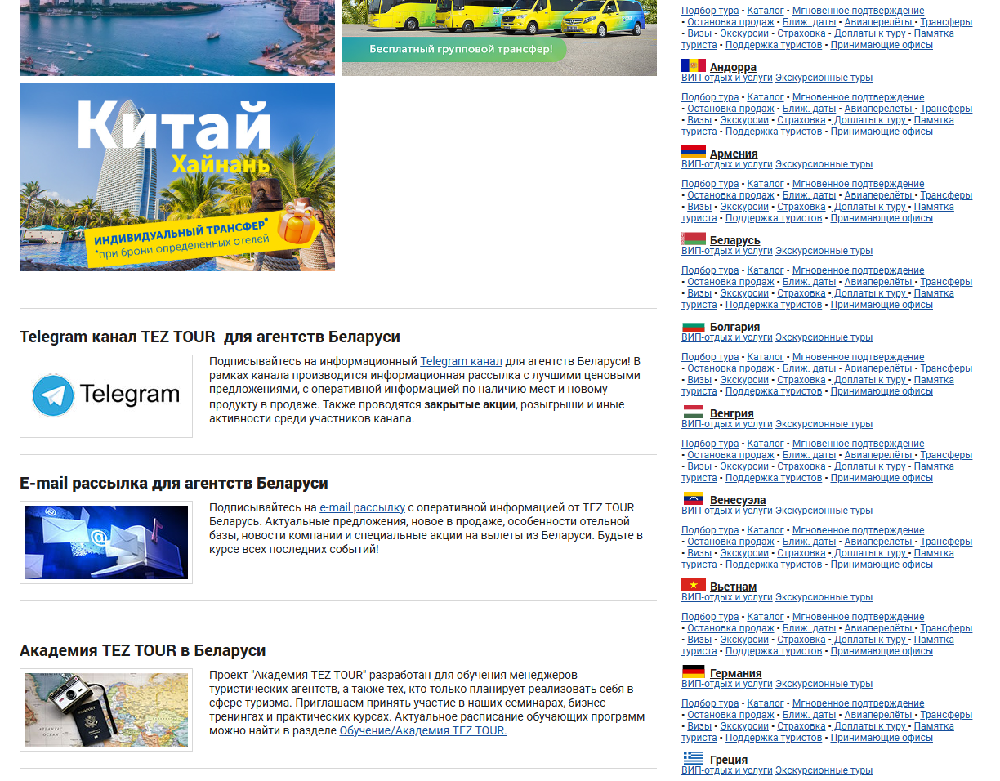 Бесплатный групповой трансфер!
Китай
Хайнань
ИНДИВИДУАЛЬНЫЙ ТРАНСФЕР*
*при брони определенных отелей
Telegram канал TEZ TOUR для агентств Беларуси
Telegram
Подписывайтесь на информационный Telegram канал для агентств Беларуси! В
рамках канала производится информационная рассылка с лучшими ценовыми
предложениями, с оперативной информацией по наличию мест и новому
продукту в продаже. Также проводятся закрытые акции, розыгрыши и иные
активности среди участников канала.
E-mail рассылка для агентств Беларуси
Подписывайтесь на e-mail рассылку с оперативной информацией от TEZ TOUR
Беларусь. Актуальные предложения, новое в продаже, особенности отельной
базы, новости компании и специальные акции на вылеты из Беларуси. Будьте в
курсе всех последних событий!
Академия TEZ TOUR в Беларуси
PASSPORT
ATLANTIC
OCEAN
Проект "Академия TEZ TOUR" разработан для обучения менеджеров
туристических агентств, а также тех, кто только планирует реализовать себя в
сфере туризма. Приглашаем принять участие в наших семинарах, бизнес-
тренингах и практических курсах. Актуальное расписание обучающих программ
можно найти в разделе Обучение/Академия TEZ TOUR.
Подбор тура • Каталог • Мгновенное подтверждение
• Остановка продаж • Ближ. даты • Авиаперелёты • Трансферы
• Визы • Экскурсии • Страховка • Доплаты к туру • Памятка
туриста • Поддержка туристов • Принимающие офисы
Андорра
ВИП-отдых и услуги Экскурсионные туры
Подбор тура • Каталог • Мгновенное подтверждение
• Остановка продаж • Ближ. даты • Авиаперелёты • Трансферы
• Визы • Экскурсии • Страховка • Доплаты к туру • Памятка
туриста • Поддержка туристов • Принимающие офисы
Армения
ВИП-отдых и услуги Экскурсионные туры
Подбор тура • Каталог • Мгновенное подтверждение
• Остановка продаж • Ближ. даты • Авиаперелёты • Трансферы
• Визы • Экскурсии • Страховка • Доплаты к туру • Памятка
туриста • Поддержка туристов • Принимающие офисы
Беларусь
ВИП-отдых и услуги Экскурсионные туры
Подбор тура • Каталог • Мгновенное подтверждение
• Остановка продаж • Ближ. даты • Авиаперелёты • Трансферы
• Визы • Экскурсии • Страховка • Доплаты к туру • Памятка
туриста • Поддержка туристов • Принимающие офисы
Болгария
ВИП-отдых и услуги Экскурсионные туры
Подбор тура • Каталог • Мгновенное подтверждение
• Остановка продаж • Ближ. даты • Авиаперелёты • Трансферы
• Визы • Экскурсии • Страховка • Доплаты к туру • Памятка
туриста • Поддержка туристов • Принимающие офисы
Венгрия
ВИП-отдых и услуги Экскурсионные туры
Подбор тура • Каталог • Мгновенное подтверждение
• Остановка продаж • Ближ. даты • Авиаперелёты • Трансферы
• Визы • Экскурсии • Страховка • Доплаты к туру • Памятка
туриста • Поддержка туристов • Принимающие офисы
Венесуэла
ВИП-отдых и услуги Экскурсионные туры
Подбор тура • Каталог • Мгновенное подтверждение
• Остановка продаж • Ближ. даты • Авиаперелёты • Трансферы
• Визы • Экскурсии • Страховка • Доплаты к туру • Памятка
туриста • Поддержка туристов • Принимающие офисы
Вьетнам
ВИП-отдых и услуги Экскурсионные туры
Подбор тура • Каталог • Мгновенное подтверждение
• Остановка продаж • Ближ. даты • Авиаперелёты • Трансферы
• Визы • Экскурсии • Страховка • Доплаты к туру • Памятка
туриста • Поддержка туристов • Принимающие офисы
Германия
ВИП-отдых и услуги Экскурсионные туры
Подбор тура • Каталог • Мгновенное подтверждение
• Остановка продаж • Ближ. даты • Авиаперелёты • Трансферы
• Визы • Экскурсии • Страховка • Доплаты к туру • Памятка
туриста • Поддержка туристов • Принимающие офисы
Греция
ВИП-отдых и услуги Экскурсионные туры